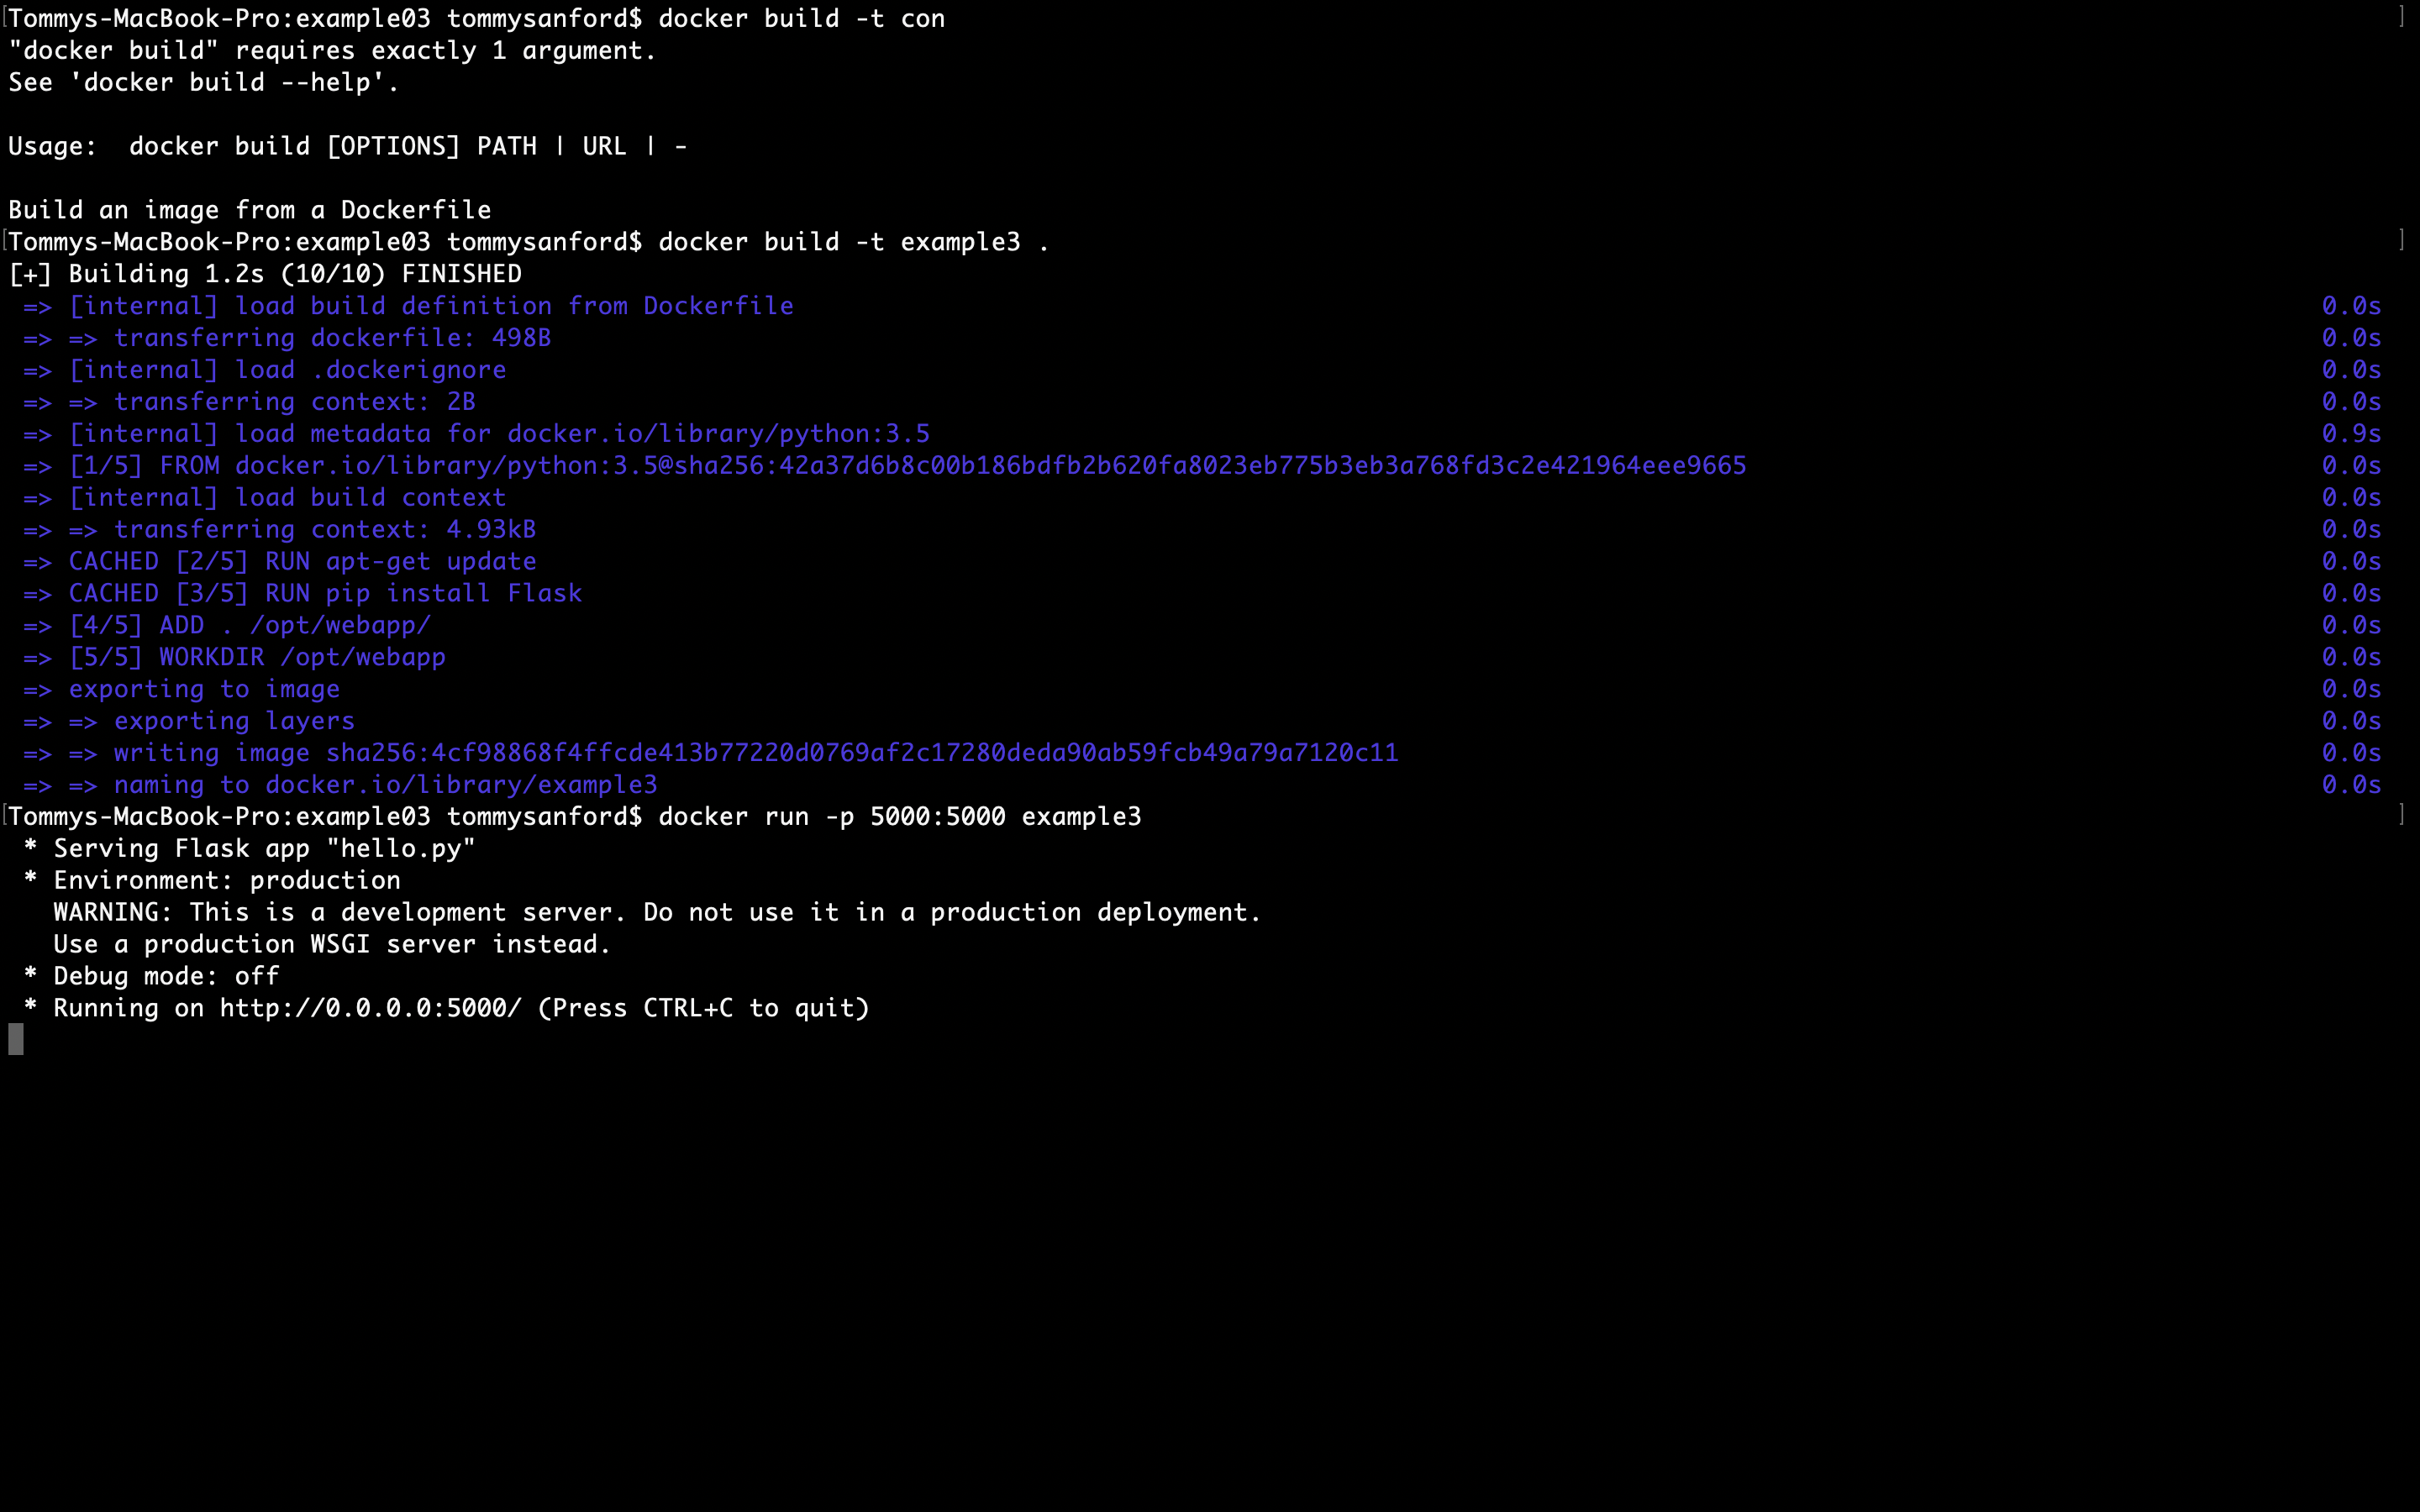 Tommys-MacBook-Pro:example03 tommysanford$ docker build -t con
"docker build" requires exactly 1 argument.
See 'docker build --help'.
Usage:  docker build [OPTIONS] PATH | URL | -
Build an image from a Dockerfile
Tommys-MacBook-Pro:example03 tommysanford$ docker build -t example3 .
[+] Building 1.2s (10/10) FINISHED
=> [internal] load build definition from Dockerfile 0.0s
=> => transferring dockerfile: 498B 0.0s
=> [internal] load .dockerignore 0.0s
=> => transferring context: 2B 0.0s
=> [internal] load metadata for docker.io/library/python:3.5 0.9s
=> [1/5] FROM docker.io/library/python:3.5@sha256:42a37d6b8c00b186bdfb2b620fa8023eb775b3eb3a768fd3c2e421964eee9665 0.0s
=> [internal] load build context 0.0s
=> => transferring context: 4.93kB 0.0s
=> CACHED [2/5] RUN apt-get update 0.0s
=> CACHED [3/5] RUN pip install Flask 0.0s
=> [4/5] ADD . /opt/webapp/ 0.0s
=> [5/5] WORKDIR /opt/webapp 0.0s
=> exporting to image 0.0s
=> => exporting layers 0.0s
=> => writing image sha256:4cf98868f4ffcde413b77220d0769af2c17280deda90ab59fcb49a79a7120c11 0.0s
=> => naming to docker.io/library/example3 0.0s
Tommys-MacBook-Pro:example03 tommysanford$ docker run -p 5000:5000 example3
* Serving Flask app "hello.py"
* Environment: production
WARNING: This is a development server. Do not use it in a production deployment.
Use a production WSGI server instead.
* Debug mode: off
* Running on http://0.0.0.0:5000/ (Press CTRL+C to quit)